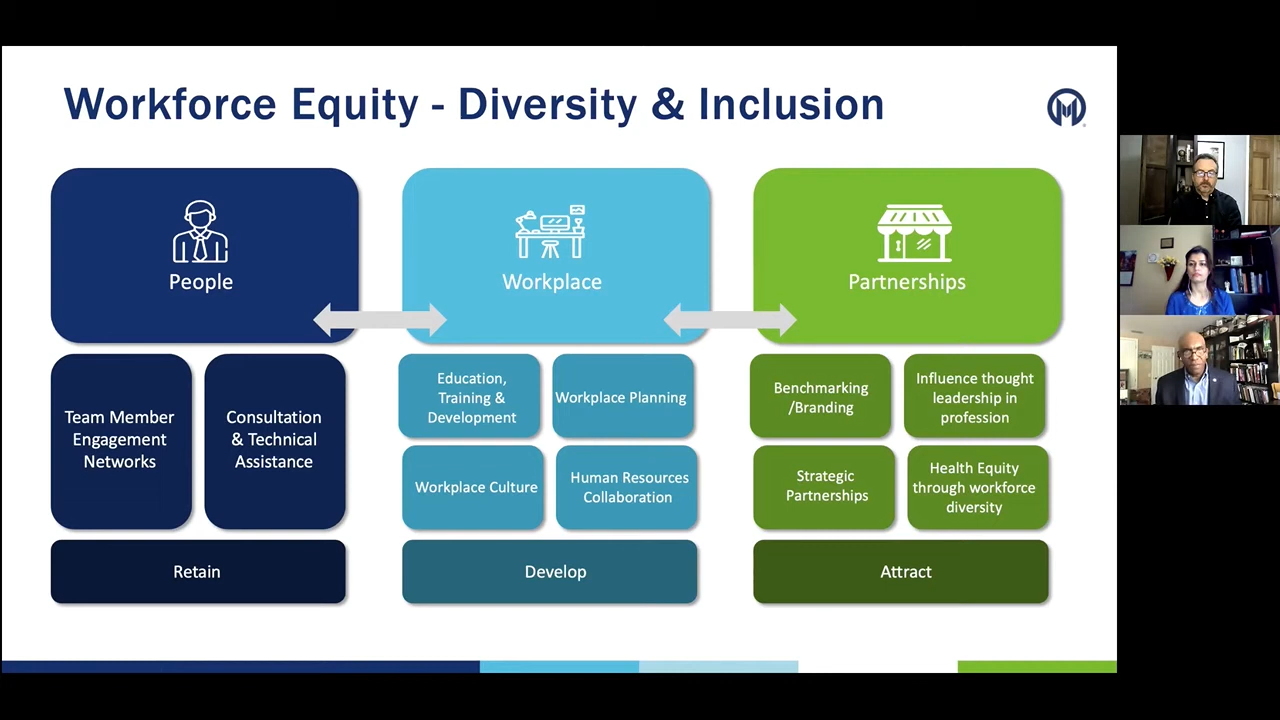 Workforce Equity - Diversity & Inclusion
People
Workplace
Partnerships
Team Member
Engagement
Networks
Consultation
& Technical
Assistance
Education,
Training &
Development
Workplace Planning
Workplace Culture
Human Resources
Collaboration
Benchmarking
/Branding
Influence thought
leadership in
profession
Strategic
Partnerships
Health Equity
through workforce
diversity
Retain
Develop
Attract